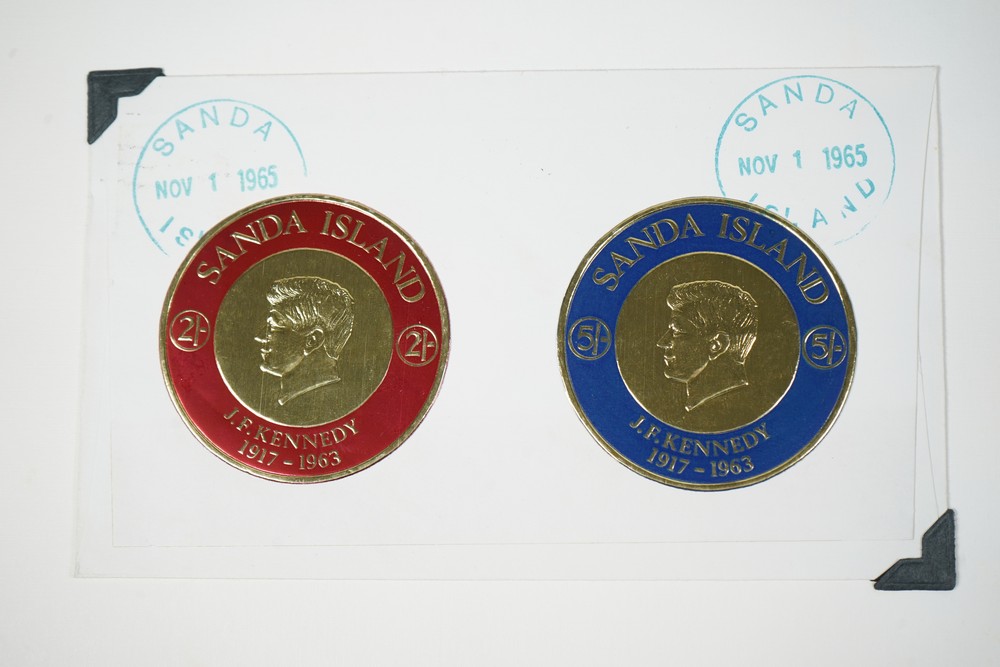 SANDA
NOV 1 1965
SANDA
NOV 1 1965
ISLAND
SANDA ISLAND
2/-
2/-
J.F. KENNEDY
1917 - 1963
SANDA ISLAND
5/-
5/-
J.F. KENNEDY
1917 - 1963